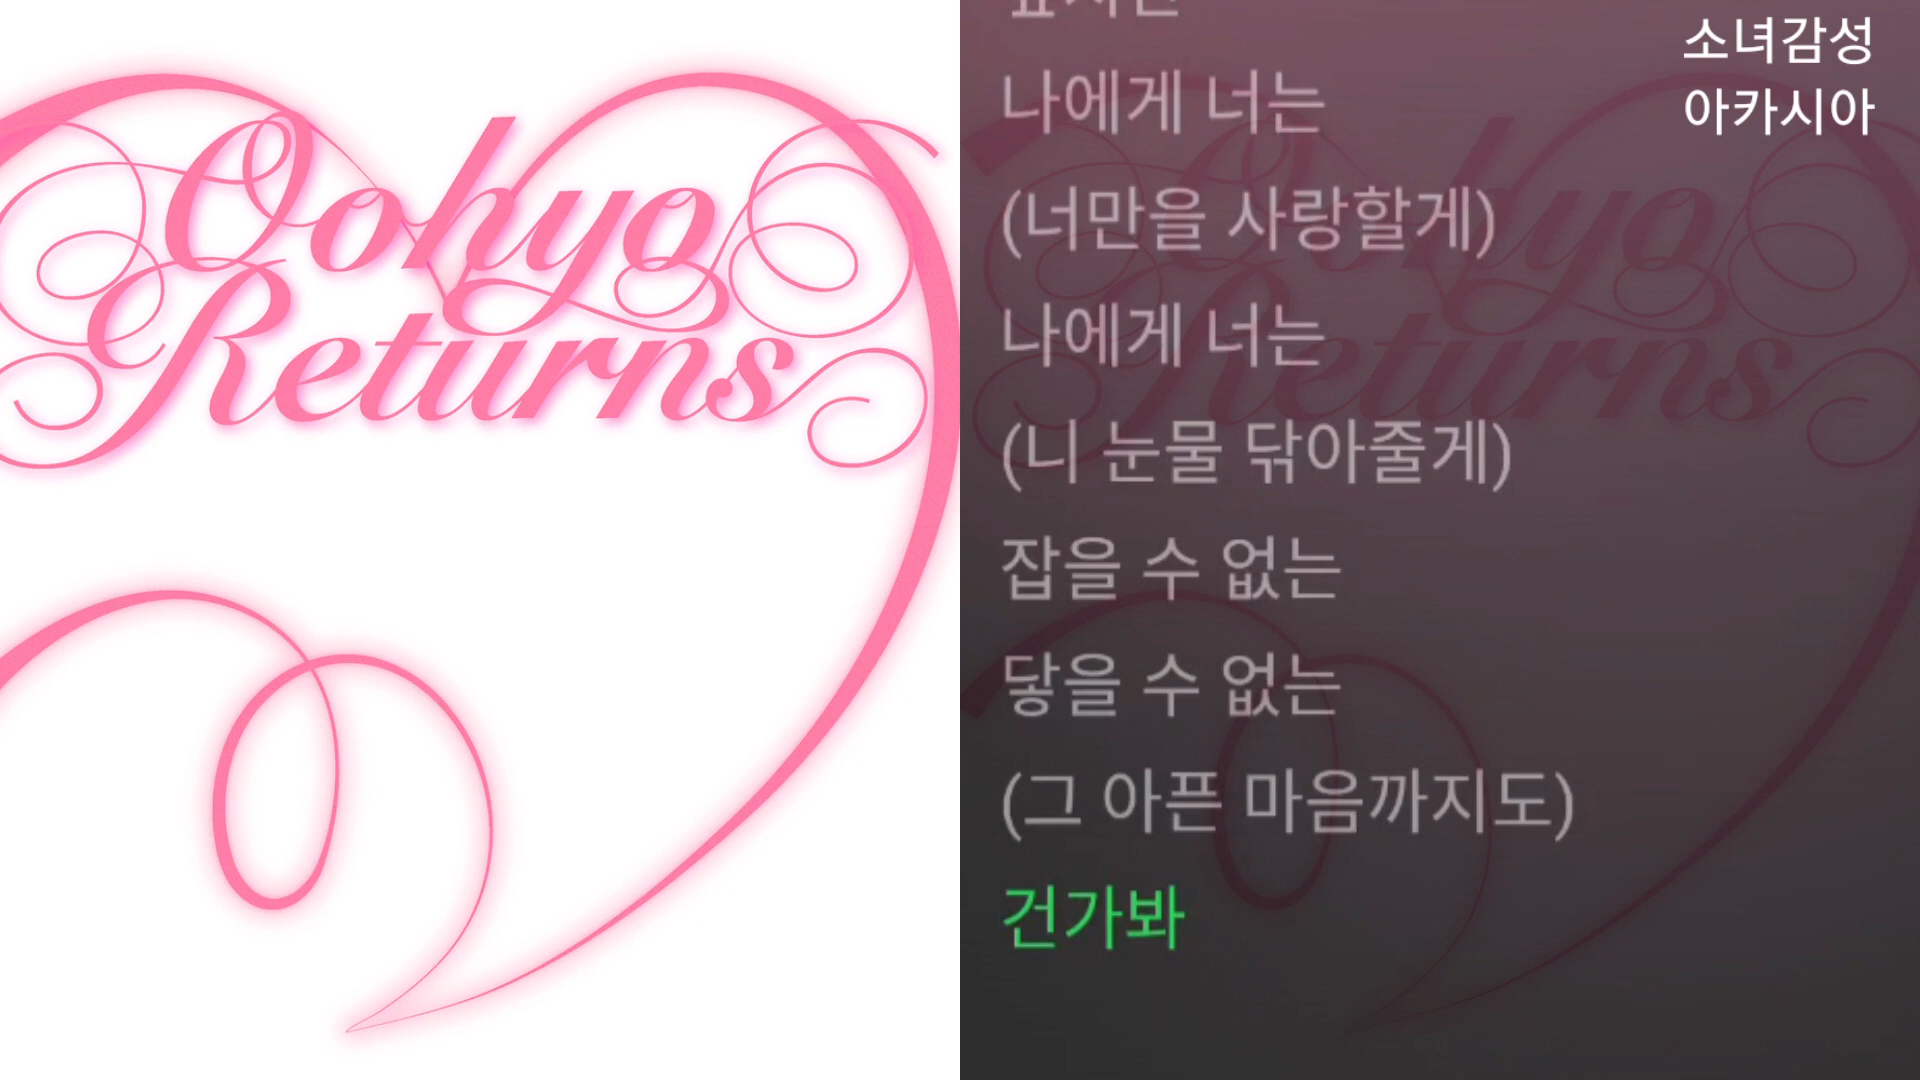 Oohyo
Returns
소녀감성
아카시아
나에게 너는
(너만을 사랑할게)
나에게 너는
(니 눈물 닦아줄게)
잡을 수 없는
닿을 수 없는
(그 아픈 마음까지도)
건가봐